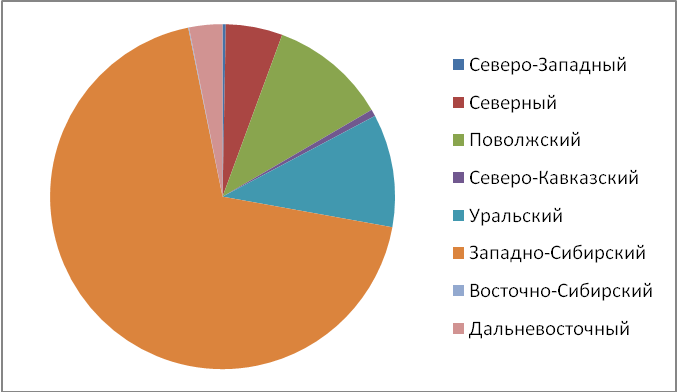 Северо-Западный
Северный
Поволжский
Северо-Кавказский
Уральский
Западно-Сибирский
Восточно-Сибирский
Дальневосточный